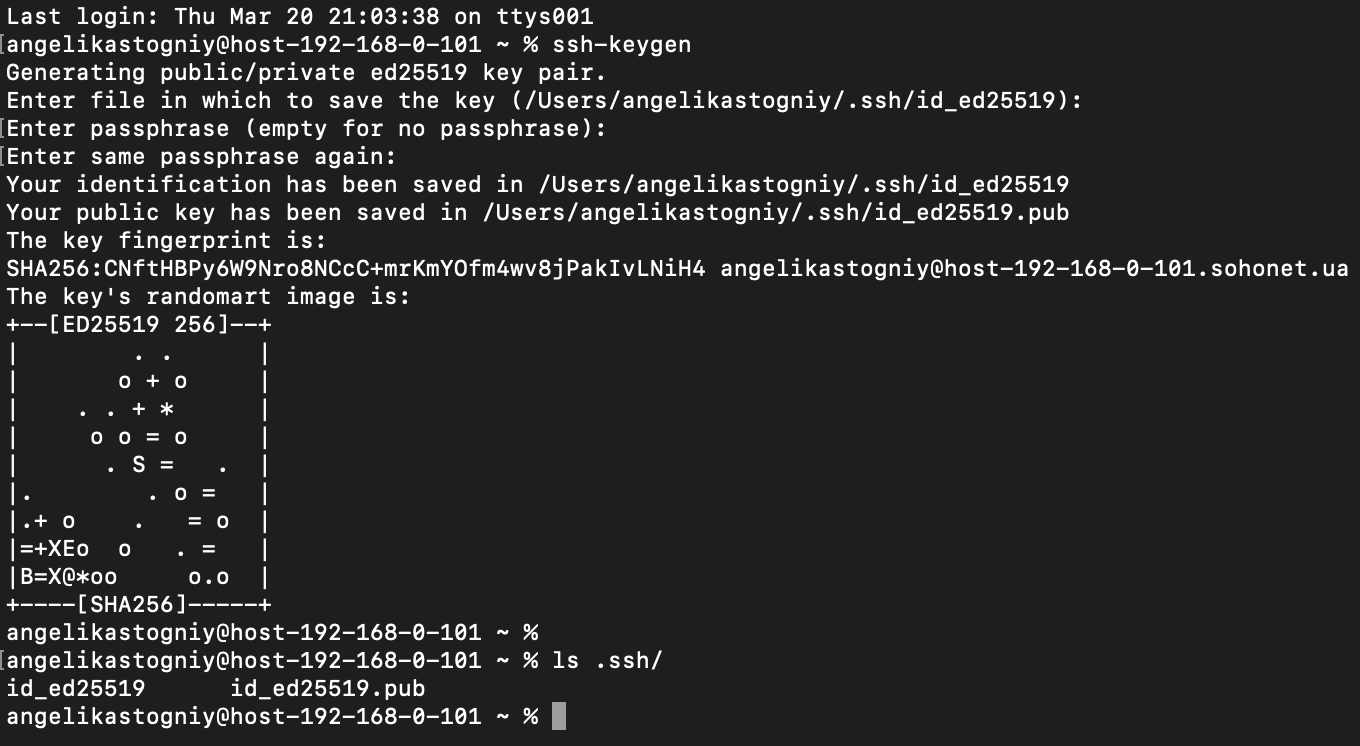 Last login: Thu Mar 20 21:03:38 on ttys001
[angelikastogniy@host-192-168-0-101 ~ % ssh-keygen
Generating public/private ed25519 key pair.
Enter file in which to save the key (/Users/angelikastogniy/.ssh/id_ed25519):
[Enter passphrase (empty for no passphrase):
[Enter same passphrase again:
Your identification has been saved in /Users/angelikastogniy/.ssh/id_ed25519
Your public key has been saved in /Users/angelikastogniy/.ssh/id_ed25519.pub
The key fingerprint is:
SHA256:CNftHBPy6W9Nro8NCcC+mrKmYOfm4wv8jPakIvLNiH4 angelikastogniy@host-192-168-0-101.sohonet.ua
The key's randomart image is:
+--[ED25519 256]--+
|        . .      |
|       o + o     |
|    . . + *      |
|     o o = o     |
|      . S =   .  |
|.        . o =   |
|.+ o    .   = o  |
|=+XEo  o   . =   |
|B=X@*oo     o.o  |
+----[SHA256]-----+
angelikastogniy@host-192-168-0-101 ~ %
[angelikastogniy@host-192-168-0-101 ~ % ls .ssh/
id_ed25519      id_ed25519.pub
angelikastogniy@host-192-168-0-101 ~ %